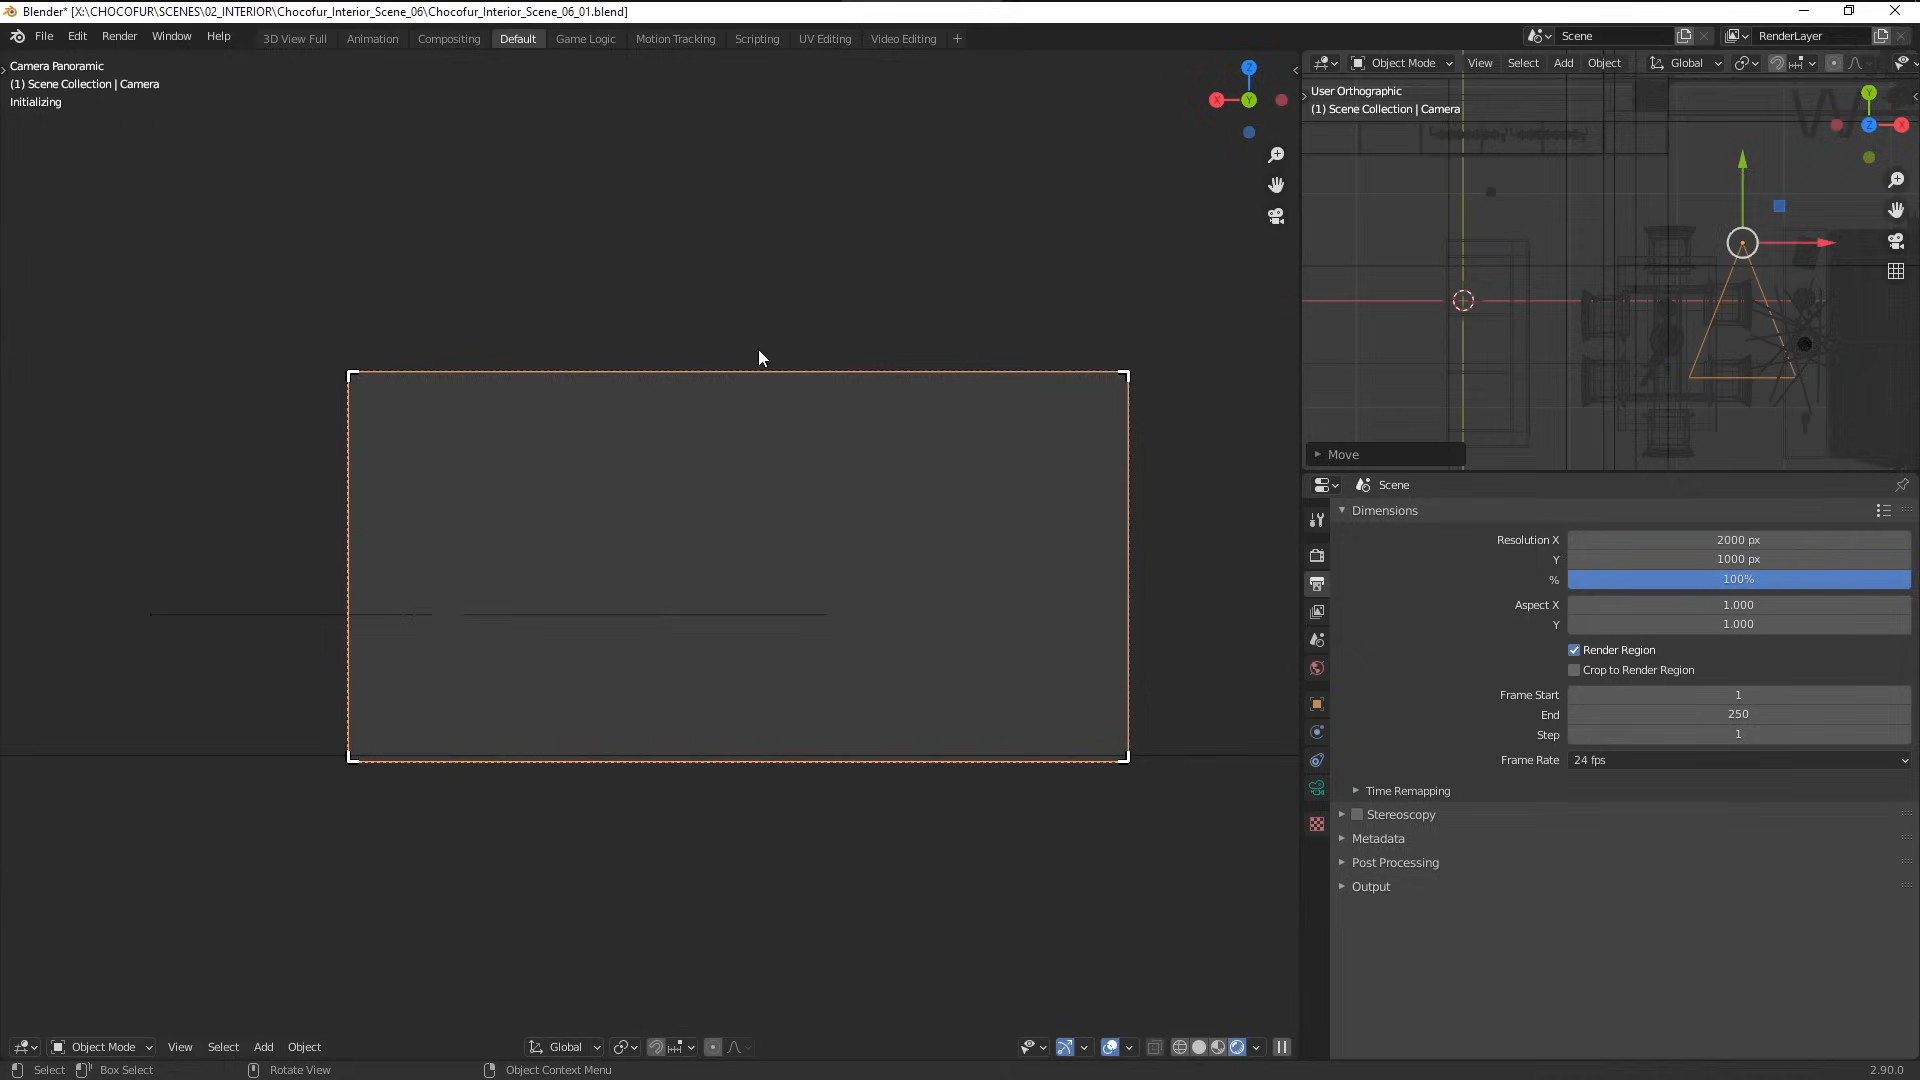 Blender* [X:\CHOCOFUR\SCENES\02_INTERIOR\Chocofur_Interior_Scene_06\Chocofur_Interior_Scene_06_01.blend]
File Edit Render Window Help 3D View Full Animation Compositing Default Game Logic Motion Tracking Scripting UV Editing Video Editing + Scene RenderLayer
Camera Panoramic
(1) Scene Collection | Camera
Initializing
Z
X
Y
Object Mode View Select Add Object Global
User Orthographic
(1) Scene Collection | Camera
Y
Z
X
Move
Scene
Dimensions
Resolution X 2000 px
Y 1000 px
% 100%
Aspect X 1.000
Y 1.000
Render Region
Crop to Render Region
Frame Start 1
End 250
Step 1
Frame Rate 24 fps
Time Remapping
Stereoscopy
Metadata
Post Processing
Output
Object Mode View Select Add Object Global
Select Box Select Rotate View Object Context Menu 2.90.0